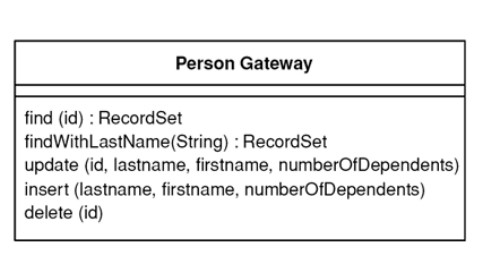 Person Gateway
find (id) : RecordSet
findWithLastName(String) : RecordSet
update (id, lastname, firstname, numberOfDependents)
insert (lastname, firstname, numberOfDependents)
delete (id)